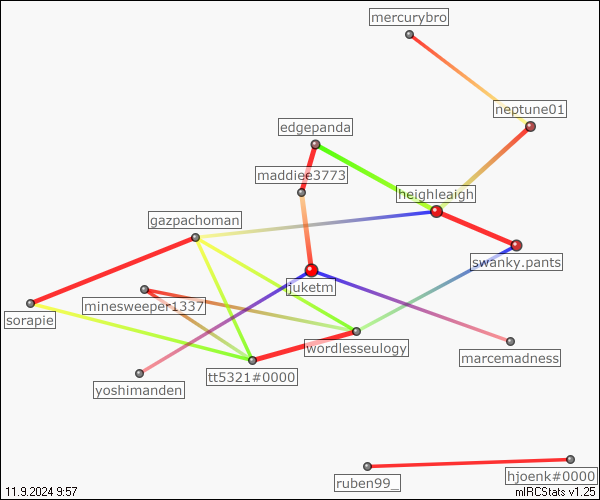 mercurybro
neptune01
edgepanda
maddiee3773
heighleaigh
gazpachoman
swanky.pants
juketm
minesweeper1337
sorapie
wordlesseulogy
marcemadness
tt5321#0000
yoshimanden
hjoenk#0000
ruben99_
11.9.2024 9:57
mIRCStats v1.25